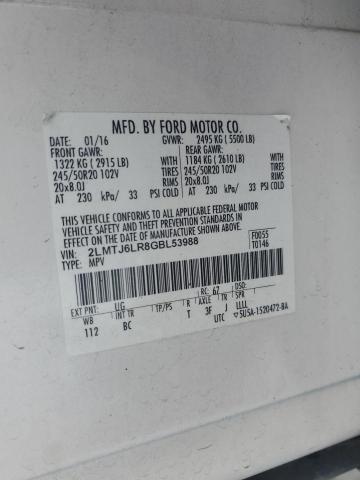 MFD. BY FORD MOTOR CO.
DATE: 01/16 GVWR: 2495 KG ( 5500 LB)
FRONT GAWR: REAR GAWR:
1322 KG ( 2915 LB) 1184 KG ( 2610 LB)
245/50R20 102V TIRES 245/50R20 102V TIRES
20x8.0J RIMS 20x8.0J RIMS
AT 230 kPa/ 33 PSI COLD AT 230 kPa/ 33 PSI COLD
THIS VEHICLE CONFORMS TO ALL APPLICABLE FEDERAL MOTOR
VEHICLE SAFETY AND THEFT PREVENTION STANDARDS IN
EFFECT ON THE DATE OF MANUFACTURE SHOWN ABOVE.
VIN: 2LMTJ6LR8GBL53988 F0055
TYPE: MPV T0146
EXT PNT: UG RC: 67 DSO:
WB INT TR TP/PS R AXLE TR SPR
112 BC T 3F J LLLL
UTC ▽5U5A-1520472-BA